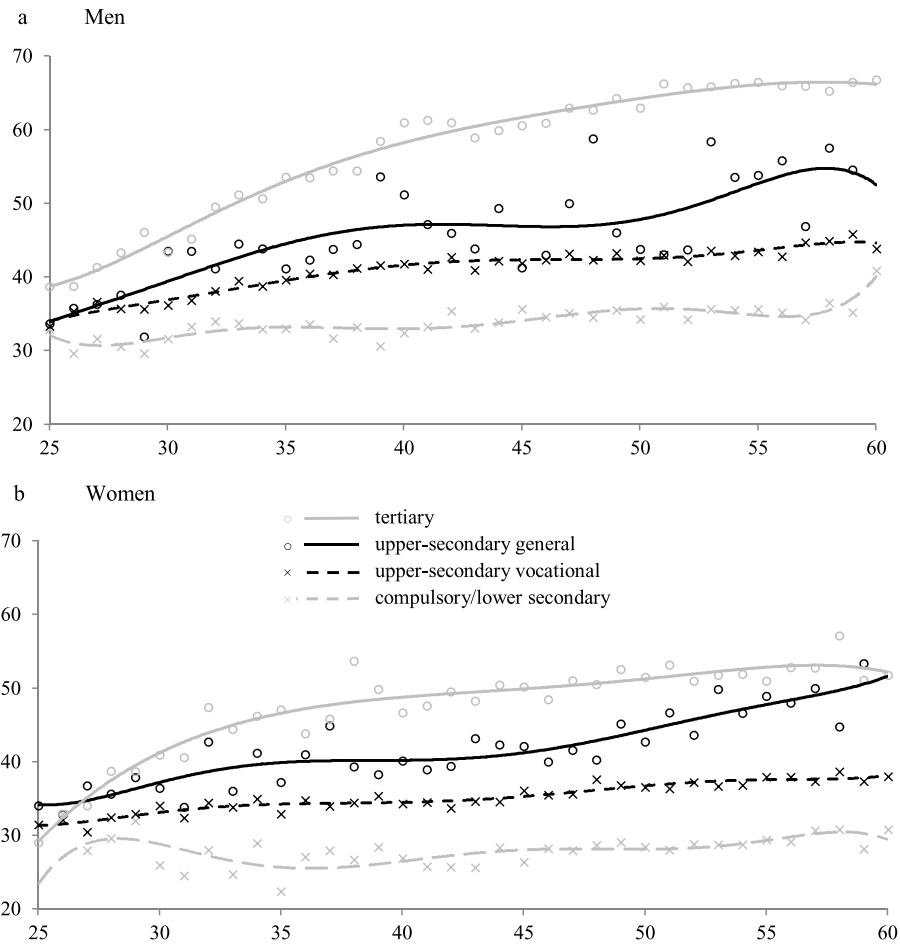 a Men
70
60
50
40
30
20
25 30 35 40 45 50 55 60
b Women
tertiary
70
upper-secondary general
upper-secondary vocational
compulsory/lower secondary
60
50
40
30
20
25 30 35 40 45 50 55 60